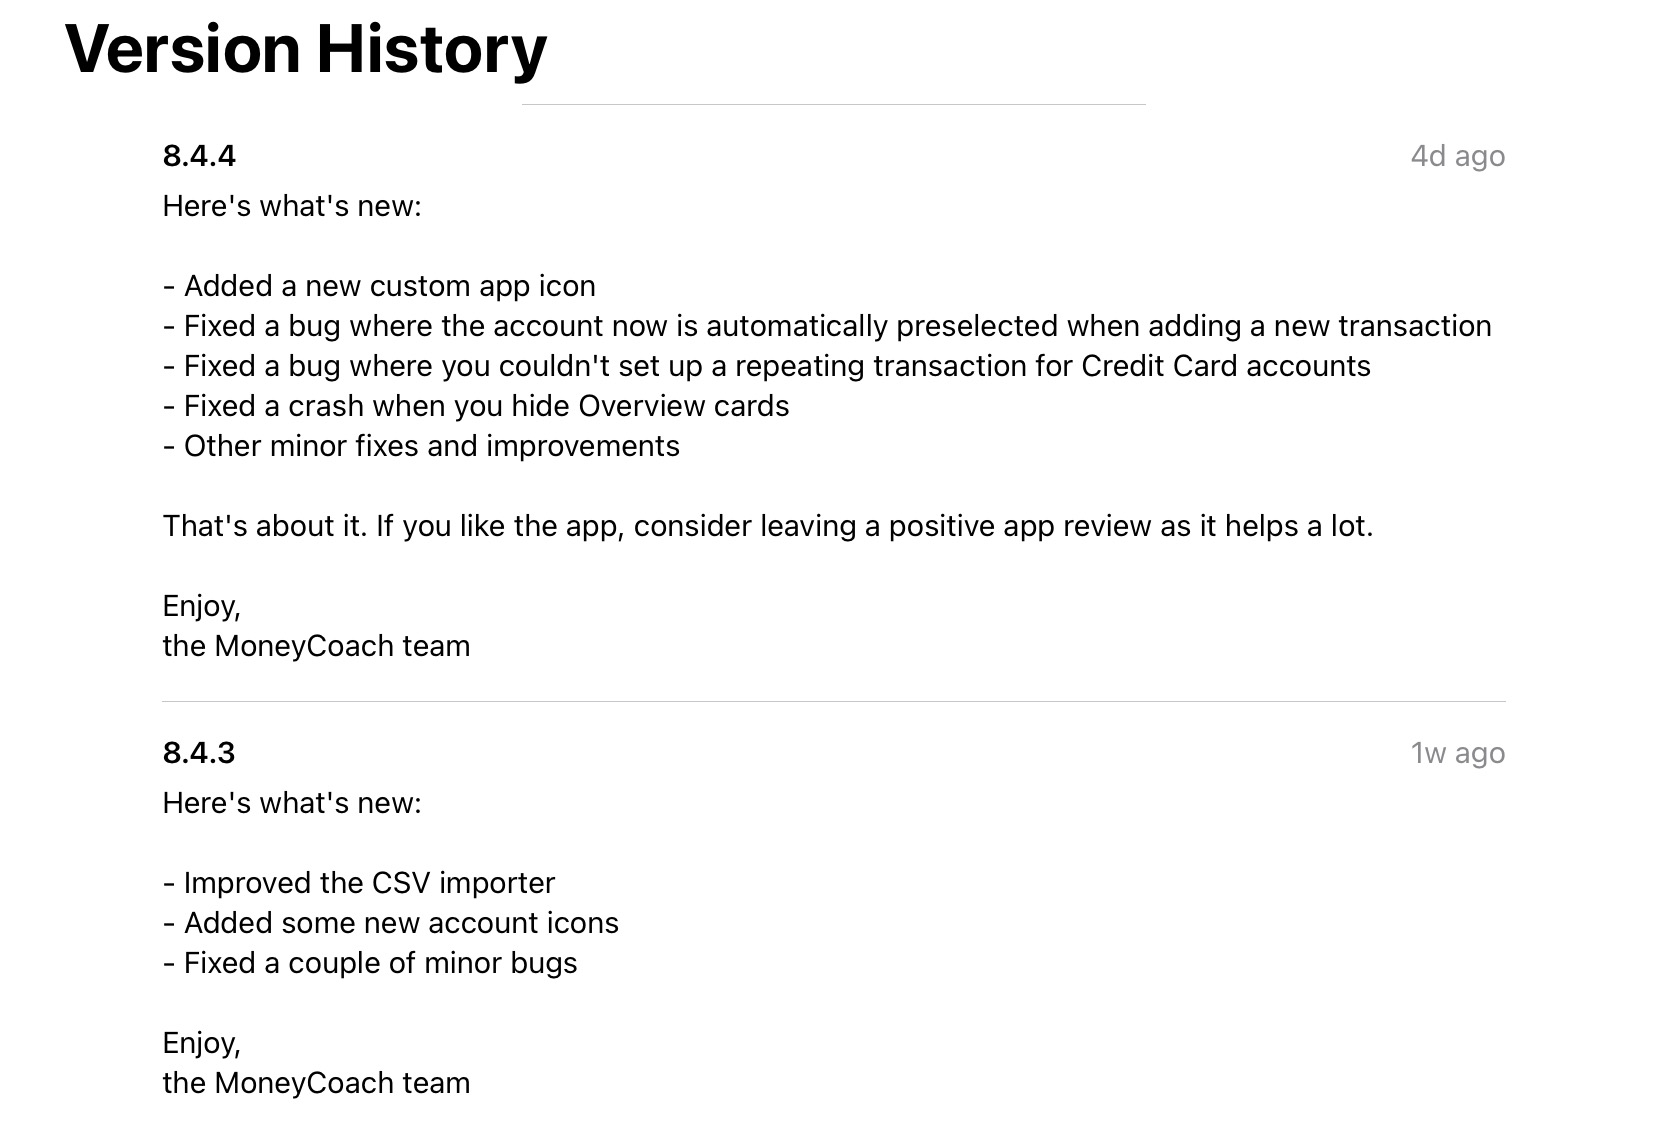 Version History
8.4.4
4d ago
Here's what's new:
- Added a new custom app icon
- Fixed a bug where the account now is automatically preselected when adding a new transaction
- Fixed a bug where you couldn't set up a repeating transaction for Credit Card accounts
- Fixed a crash when you hide Overview cards
- Other minor fixes and improvements
That's about it. If you like the app, consider leaving a positive app review as it helps a lot.
Enjoy,
the MoneyCoach team
8.4.3
1w ago
Here's what's new:
- Improved the CSV importer
- Added some new account icons
- Fixed a couple of minor bugs
Enjoy,
the MoneyCoach team